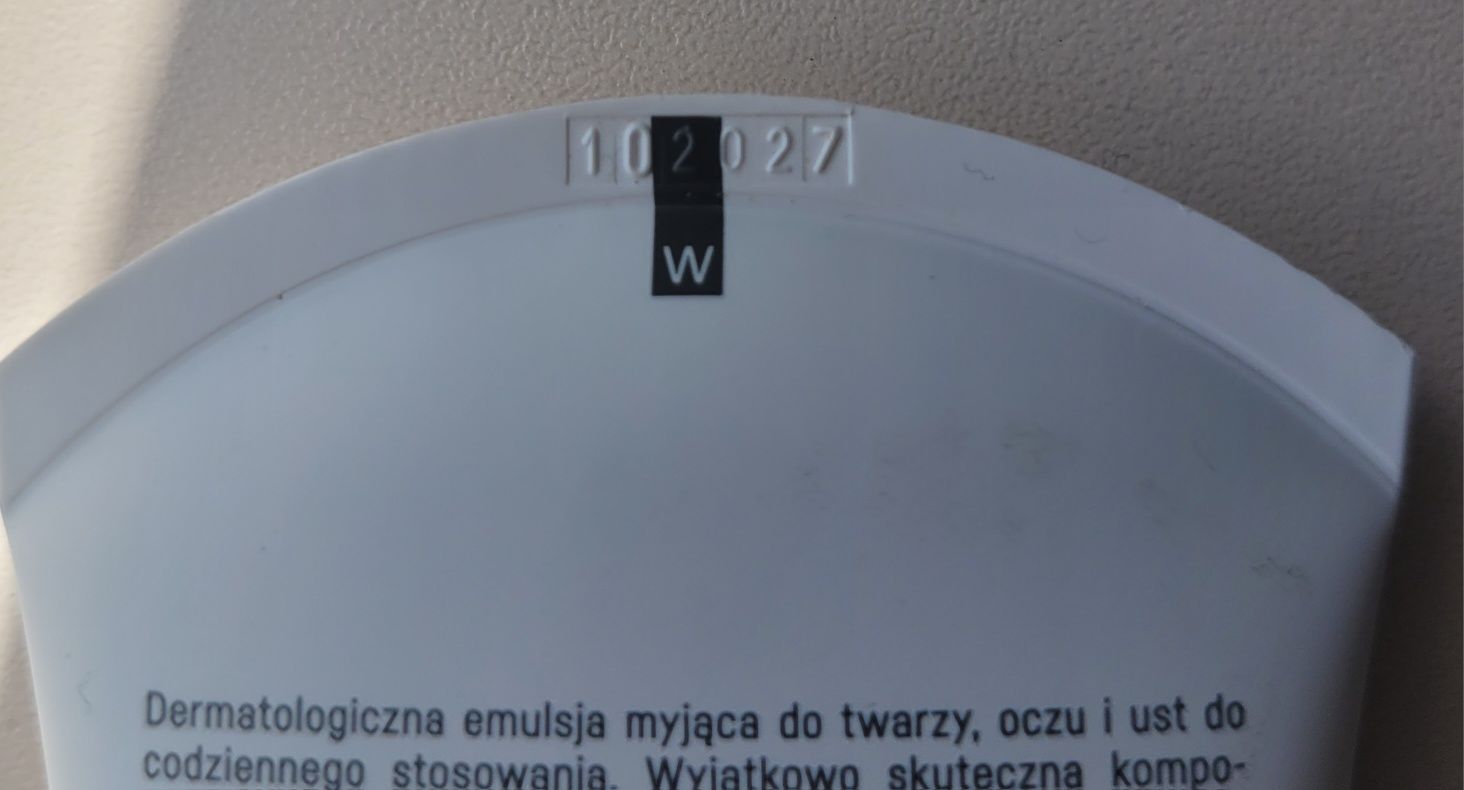 102027
W
Dermatologiczna emulsja myjąca do twarzy, oczu i ust do
codziennego stosowania. Wyjątkowo skuteczna kompo-